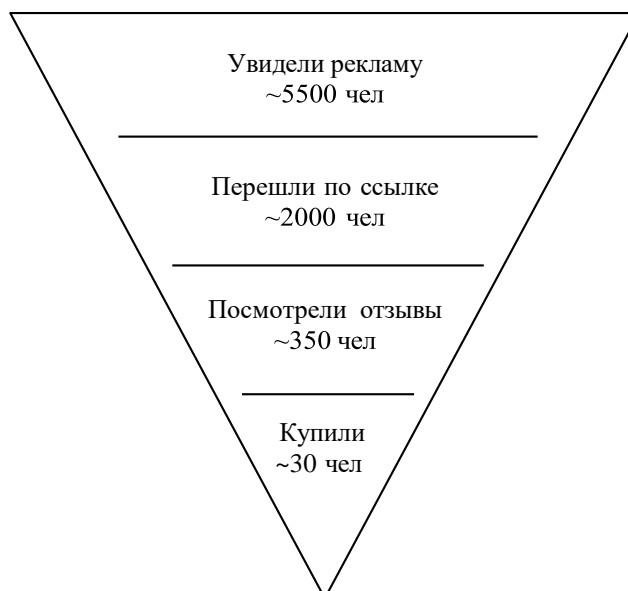 Увидели рекламу
~5500 чел
Перешли по ссылке
~2000 чел
Посмотрели отзывы
~350 чел
Купили
~30 чел